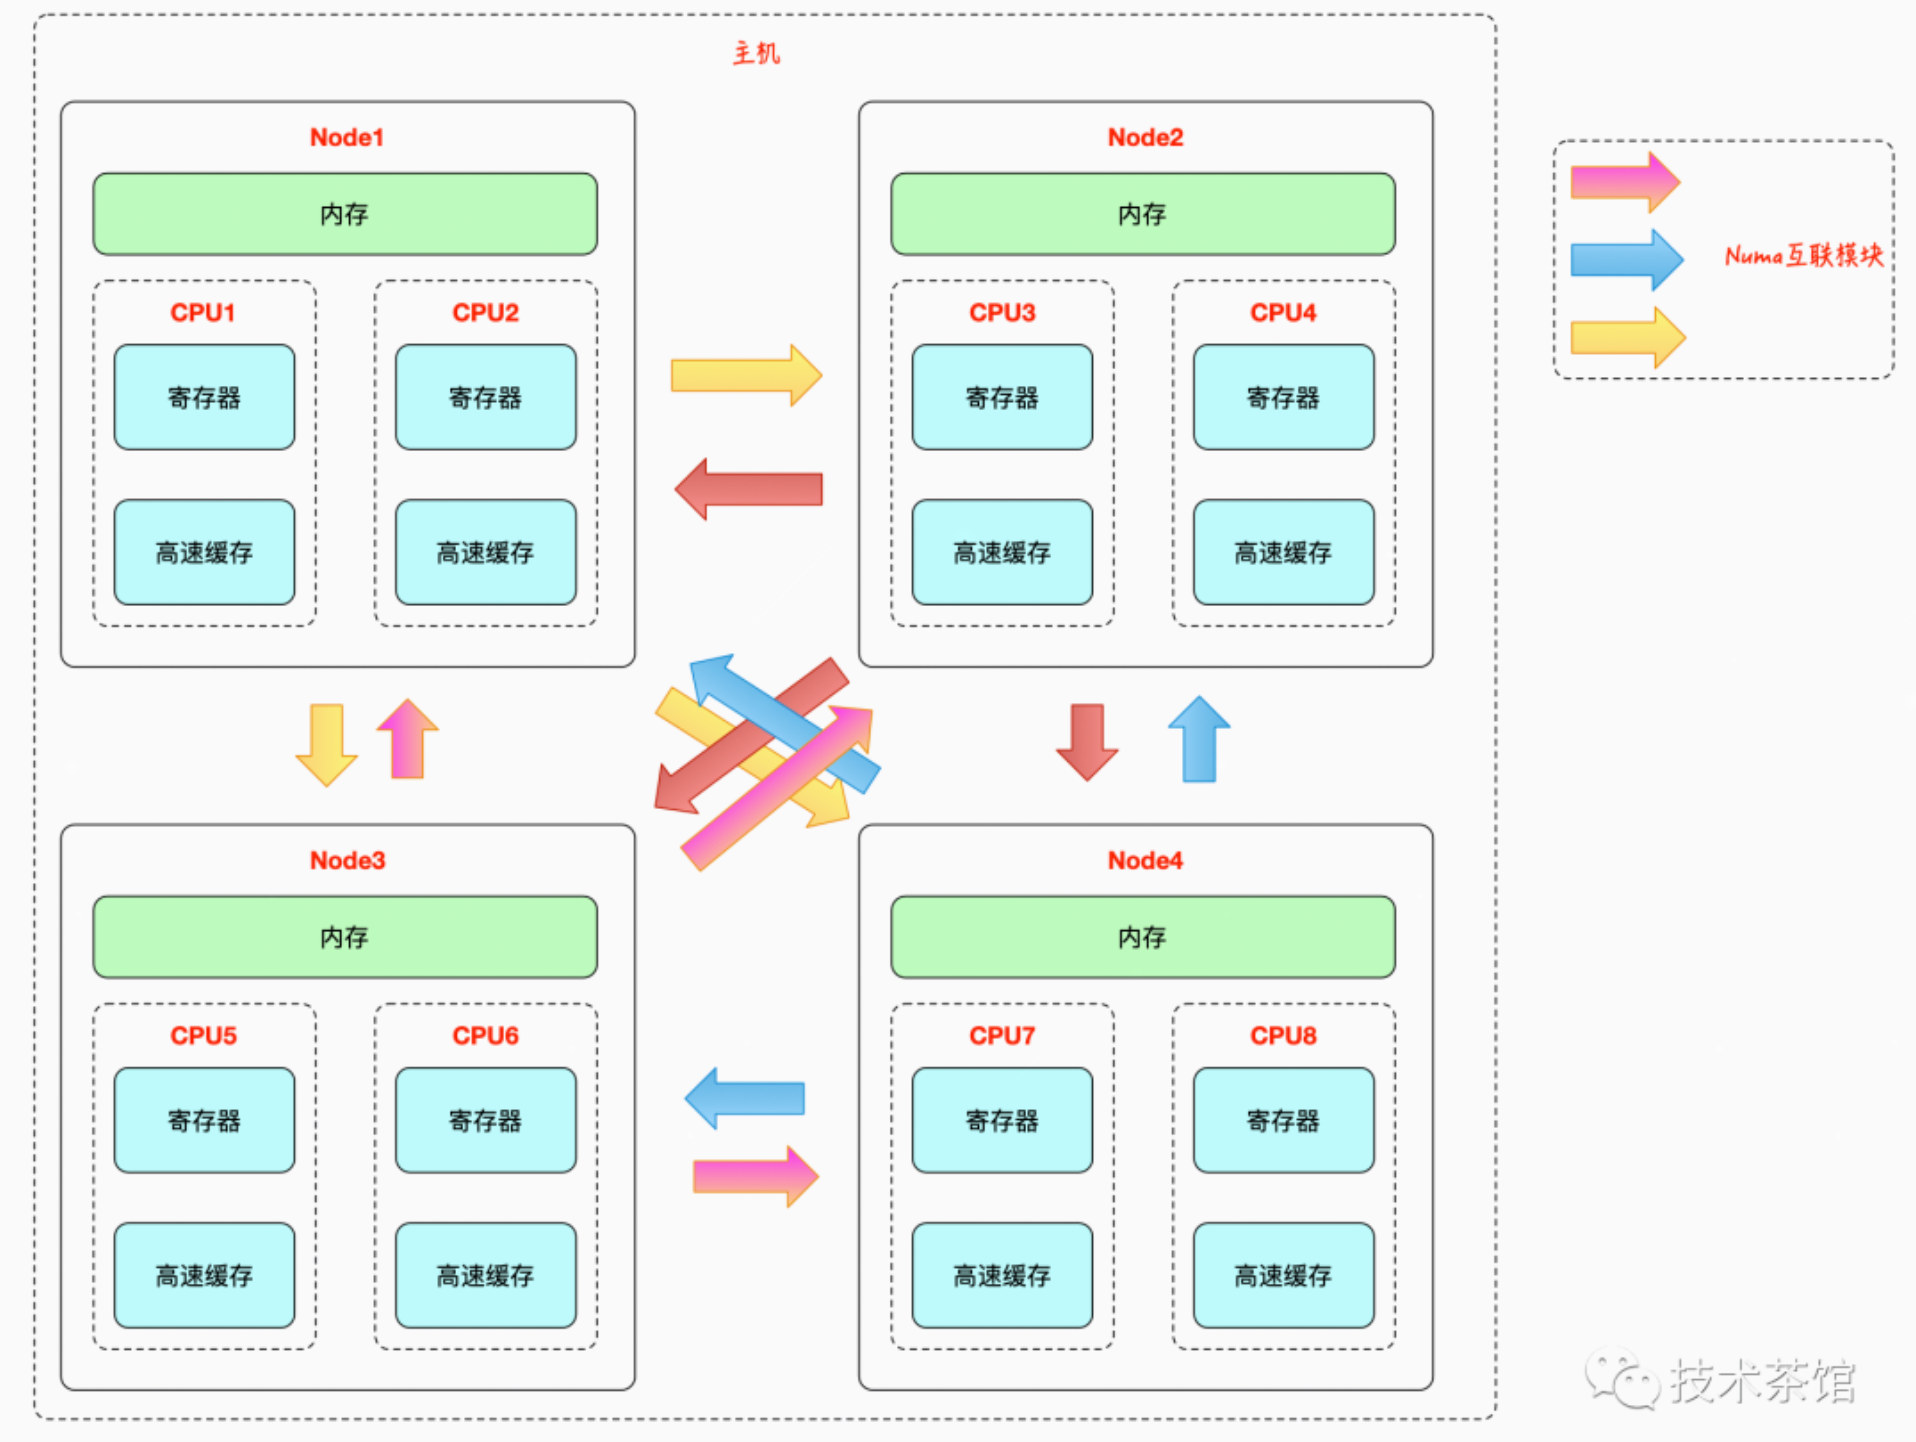 主机
Node1
内存
CPU1
CPU2
寄存器
寄存器
高速缓存
高速缓存
Node2
内存
CPU3
CPU4
寄存器
寄存器
高速缓存
高速缓存
Numa互联模块
Node3
内存
CPU5
CPU6
寄存器
寄存器
高速缓存
高速缓存
Node4
内存
CPU7
CPU8
寄存器
寄存器
高速缓存
高速缓存
技术茶馆